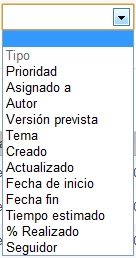 Tipo
Prioridad
Asignado a
Autor
Versión prevista
Tema
Creado
Actualizado
Fecha de inicio
Fecha fin
Tiempo estimado
% Realizado
Seguidor